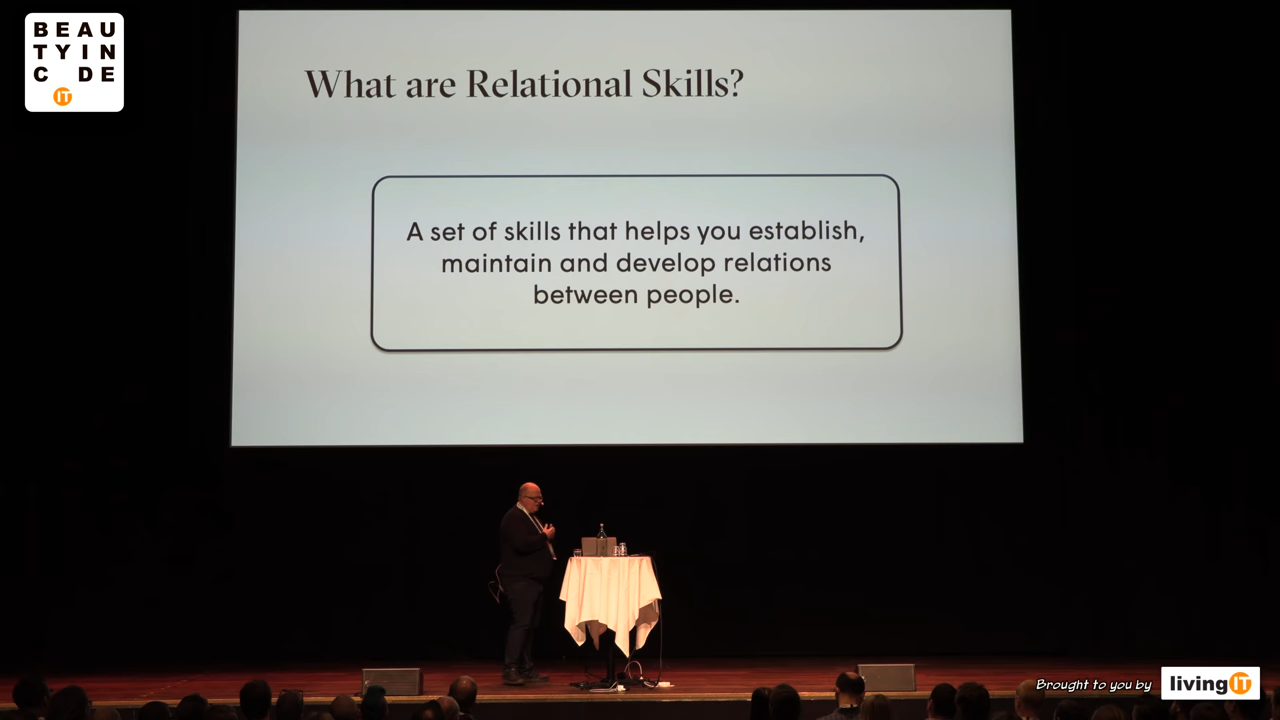 BEAU
TYIN
C DE
IT
What are Relational Skills?
A set of skills that helps you establish,
maintain and develop relations
between people.
Brought to you by
livingIT